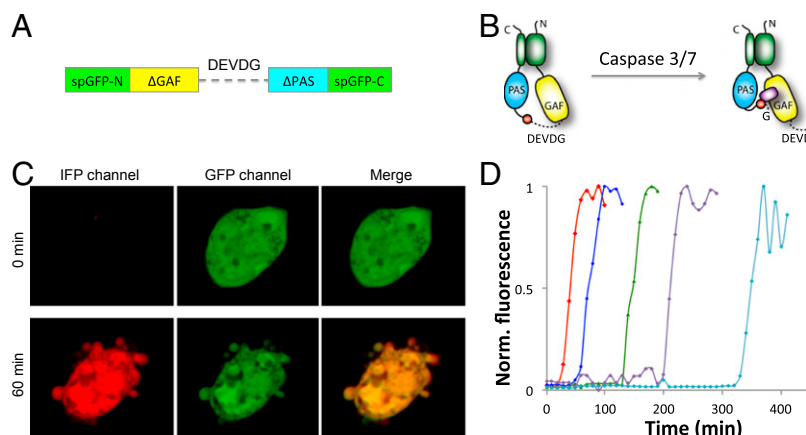 A
spGFP-N ΔGAF DEVDG ΔPAS spGFP-C
B
C N
PAS GAF
DEVDG
Caspase 3/7
C N
PAS GAF
G
DEVD
C
IFP channel GFP channel Merge
0 min
60 min
D
Norm. fluorescence
1
0.5
0
0 100 200 300 400
Time (min)